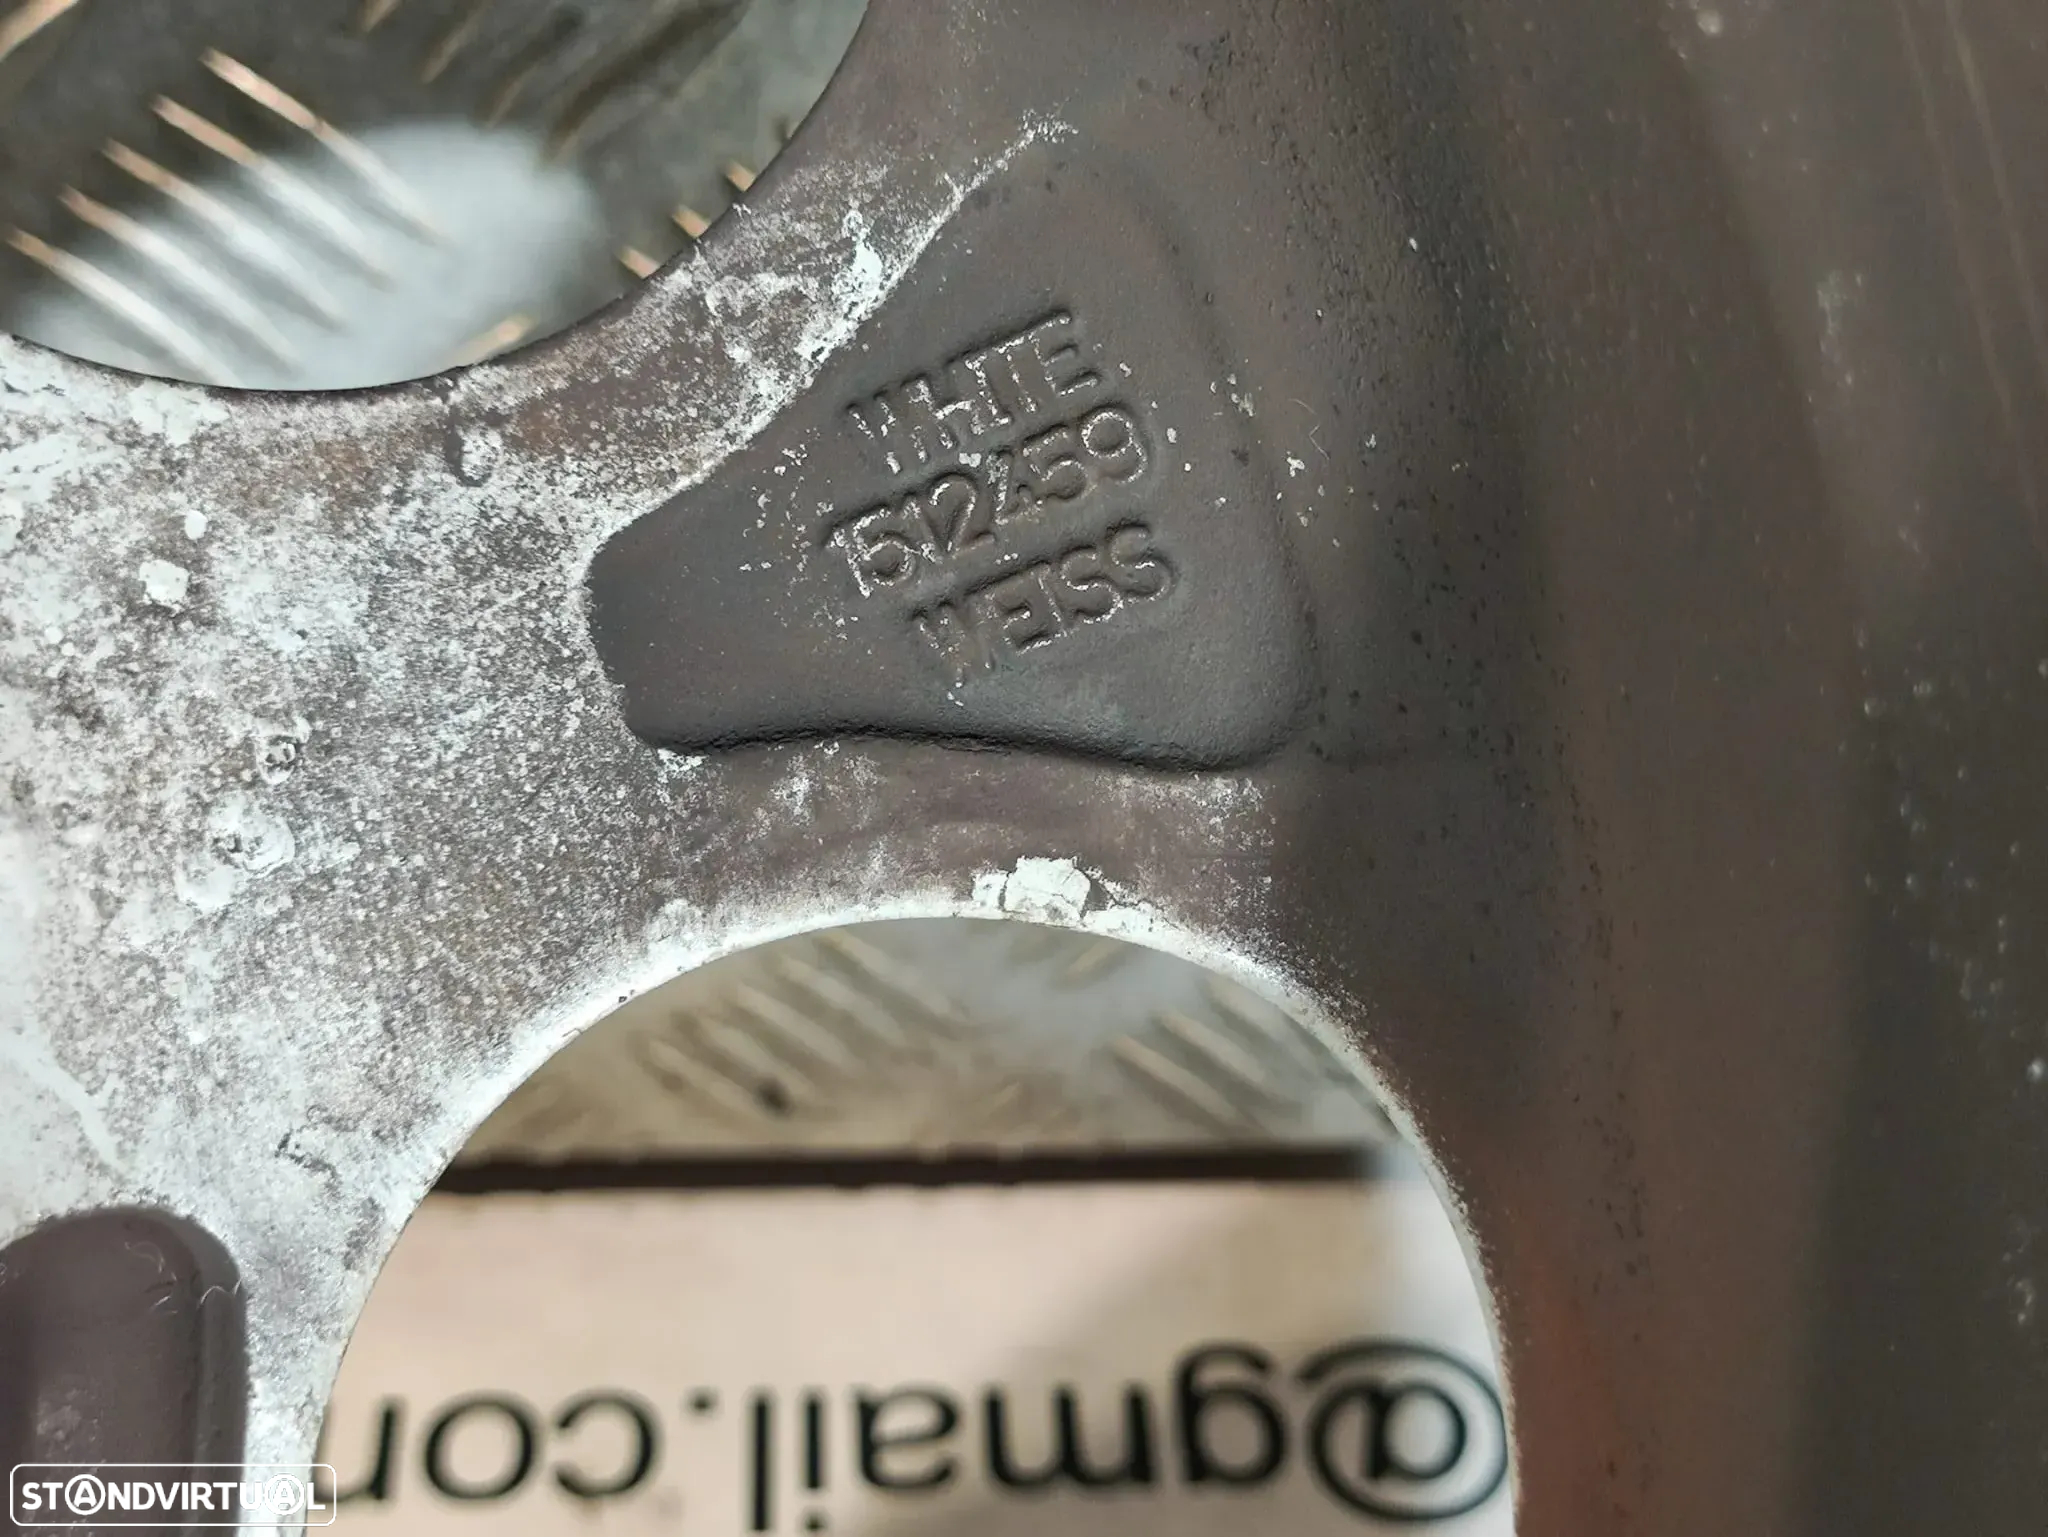 WHITE
1512459
WEISS
@gmail.com
STANDVIRTUAL